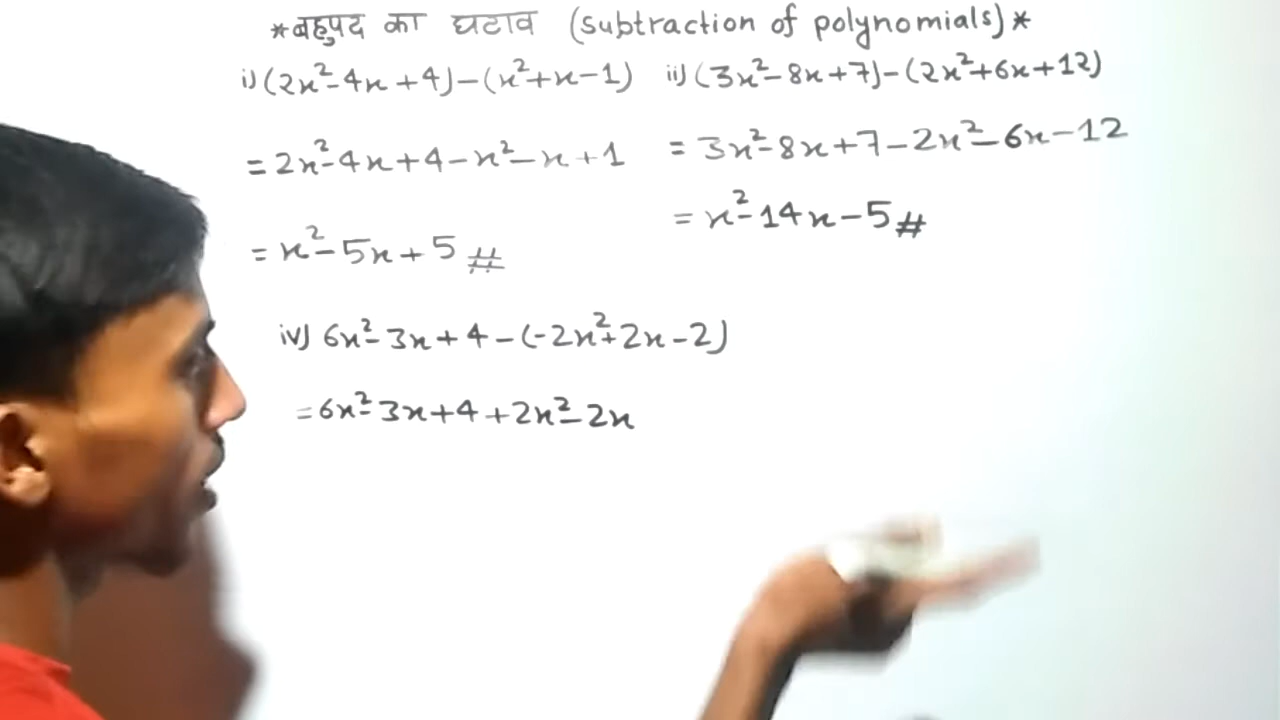 *बहुपद का घटाव (subtraction of polynomials)*
i) (2x²-4x+4)-(x²+x-1)
=2x²-4x+4-x²-x+1
=x²-5x+5#
ii) (3x²-8x+7)-(2x²+6x+12)
=3x²-8x+7-2x²-6x-12
=x²-14x-5#
iv) 6x²-3x+4-(-2x²+2x-2)
=6x²-3x+4+2x²-2x